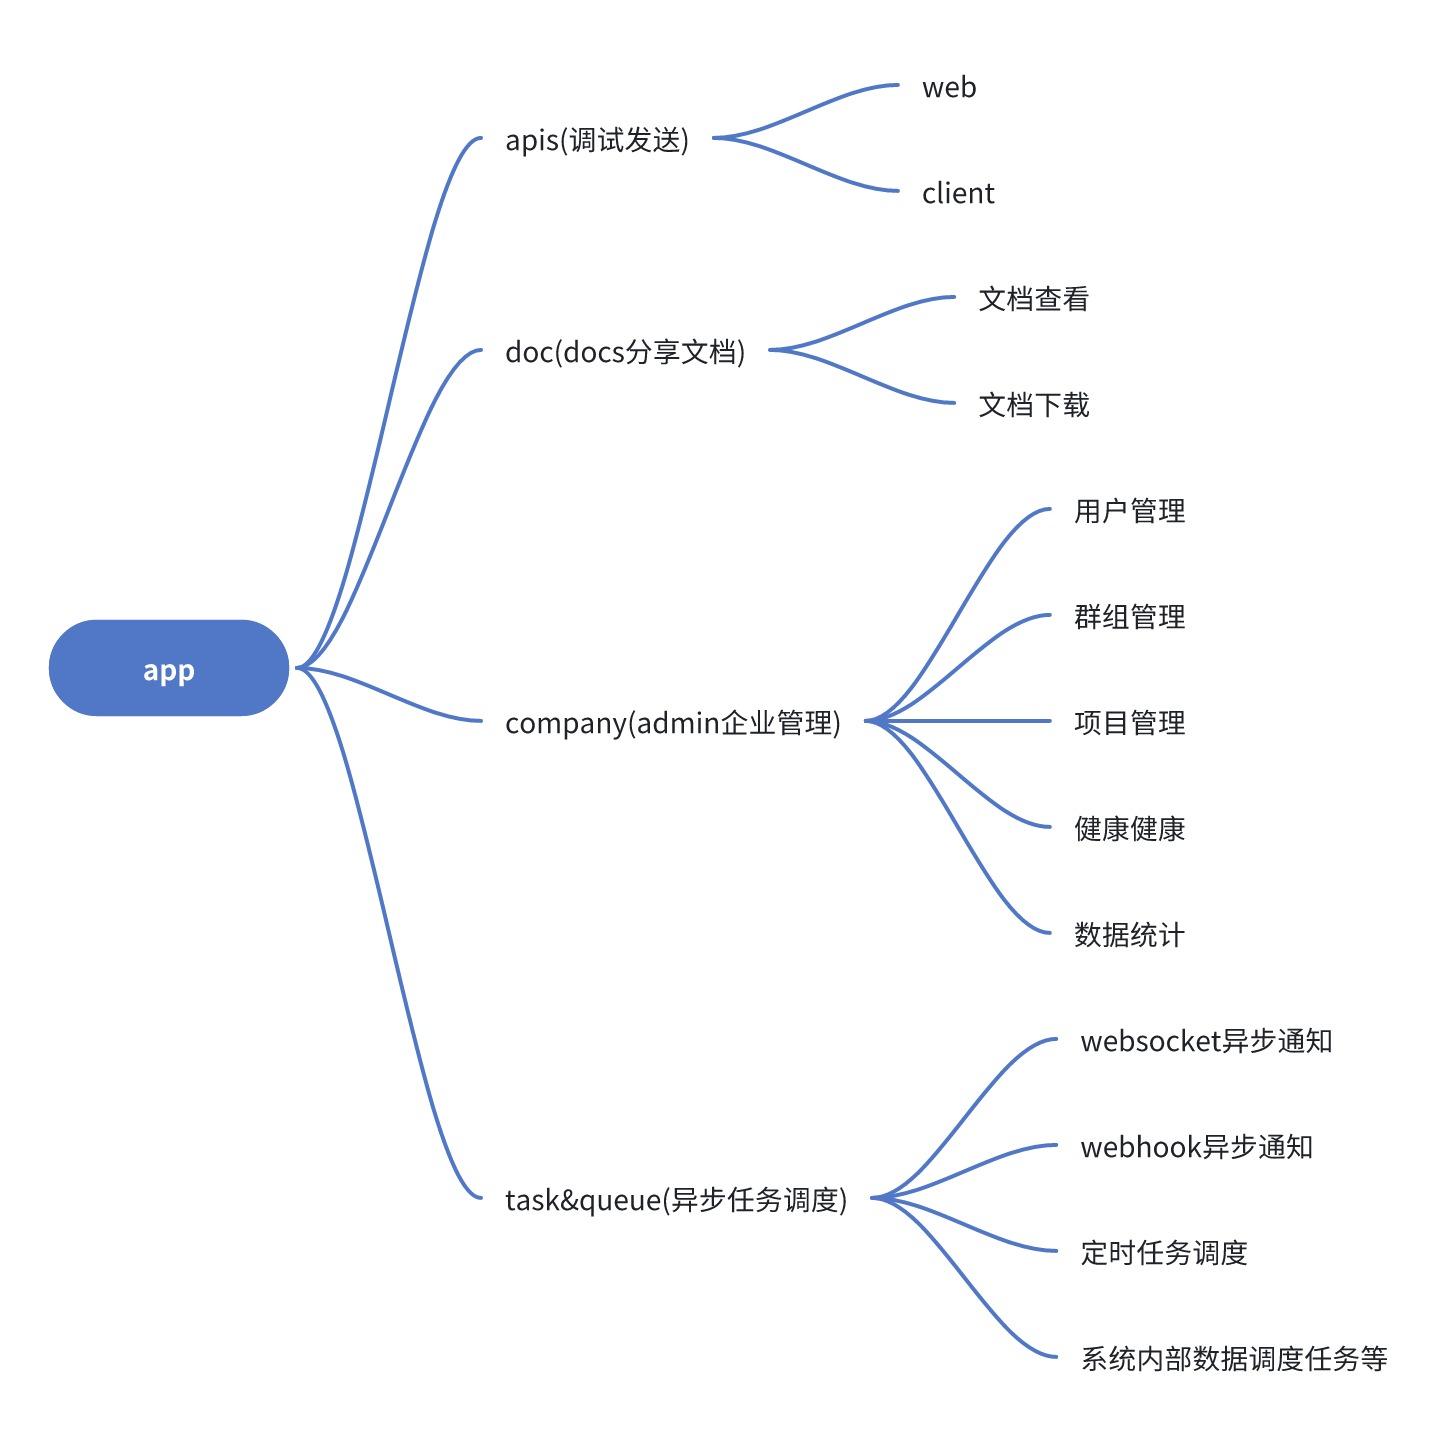 app
apis(调试发送)
web
client
doc(docs分享文档)
文档查看
文档下载
company(admin企业管理)
用户管理
群组管理
项目管理
健康健康
数据统计
task&queue(异步任务调度)
websocket异步通知
webhook异步通知
定时任务调度
系统内部数据调度任务等